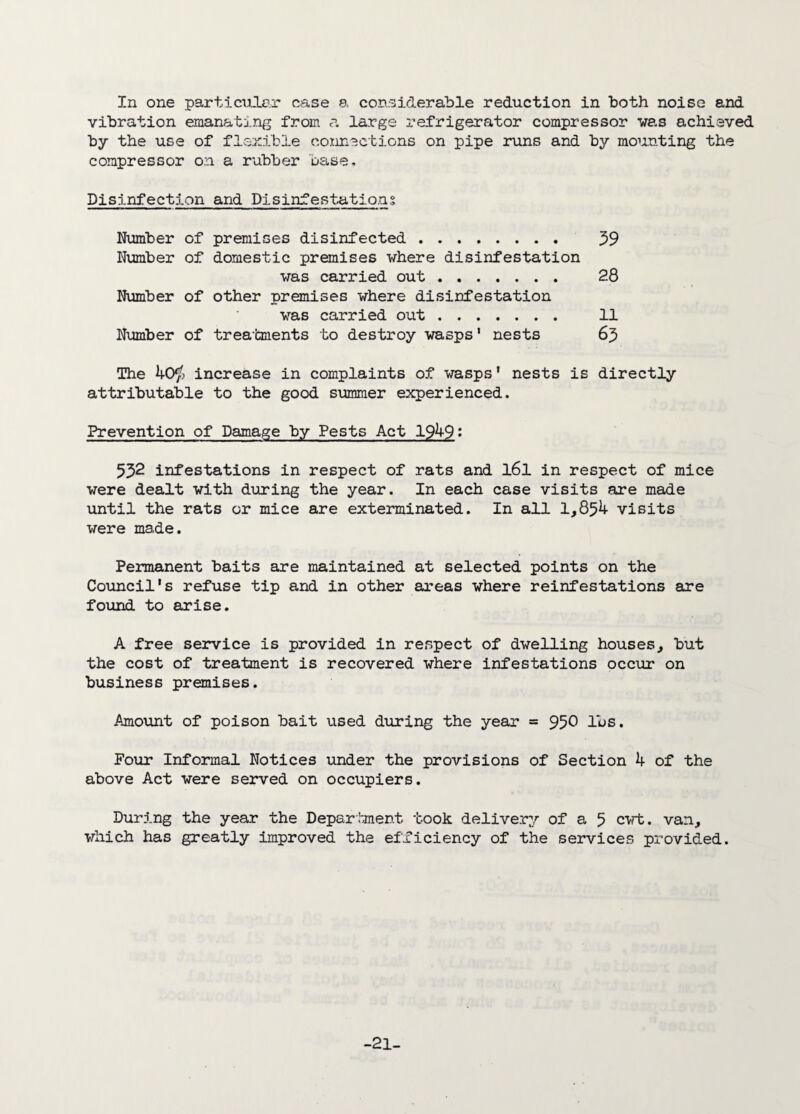 In one particular case a considerable reduction in both noise and
vibration emanating from a large refrigerator compressor was achieved
by the use of flexible connections on pipe runs and by mounting the
compressor on a rubber base.
Disinfection and Disinfestations
Number of premises disinfected . . . . . . . . 39
Number of domestic premises where disinfestation
was carried out . . . . . . . 28
Number of other premises where disinfestation
was carried out . . . . . . . 11
Number of treatments to destroy wasps' nests 63
The 40% increase in complaints of wasps' nests is directly
attributable to the good summer experienced.
Prevention of Damage by Pests Act 1949:
532 infestations in respect of rats and 161 in respect of mice
were dealt with during the year. In each case visits are made
until the rats or mice are exterminated. In all 1,854 visits
were made.
Permanent baits are maintained at selected points on the
Council's refuse tip and in other areas where reinfestations are
found to arise.
A free service is provided in respect of dwelling houses, but
the cost of treatment is recovered where infestations occur on
business premises.
Amount of poison bait used during the year = 950 lbs.
Four Informal Notices under the provisions of Section 4 of the
above Act were served on occupiers.
During the year the Department took delivery of a 5 cwt. van,
which has greatly improved the efficiency of the services provided.
-21-